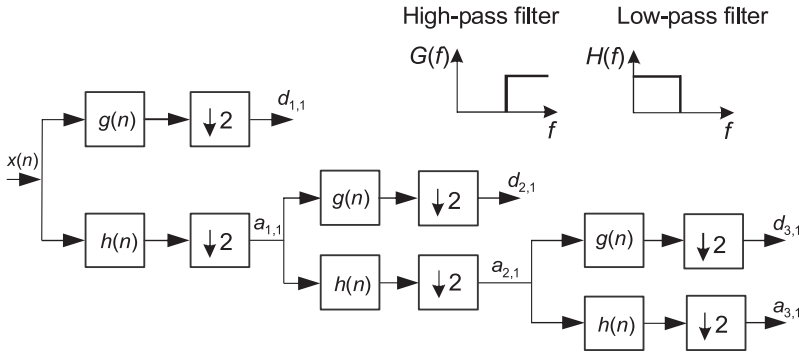 High-pass filter
Low-pass filter
G(f)
f
H(f)
f
x(n)
g(n)
↓2
d1,1
h(n)
↓2
a1,1
g(n)
↓2
d2,1
h(n)
↓2
a2,1
g(n)
↓2
d3,1
h(n)
↓2
a3,1